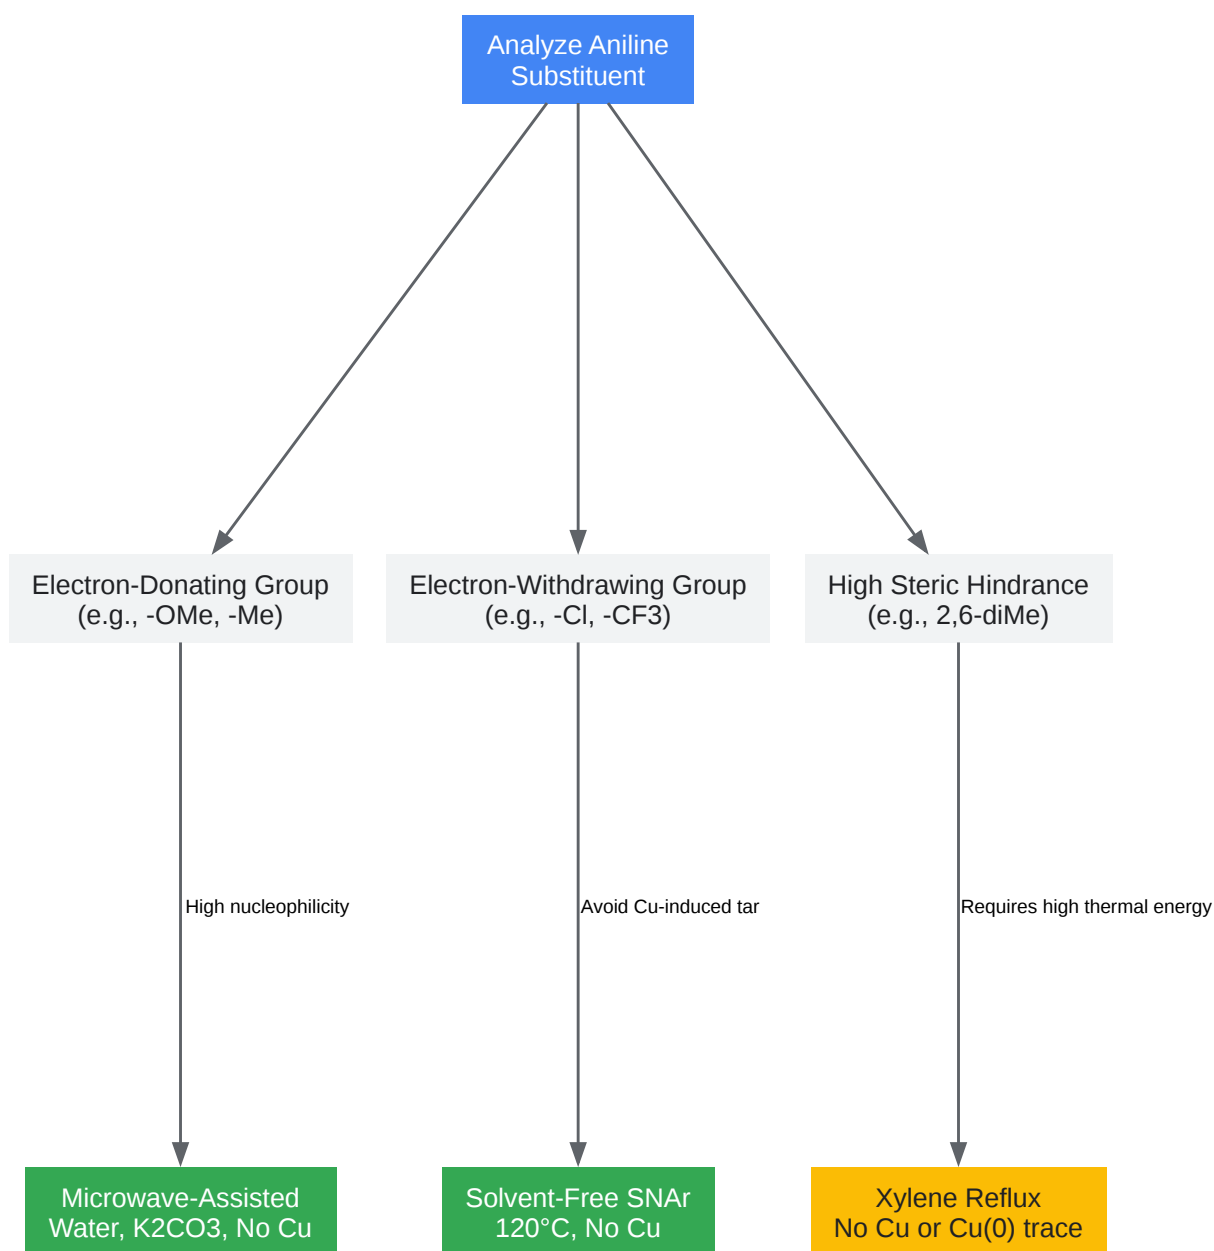 Analyze Aniline
Substituent
Electron-Donating Group
(e.g., -OMe, -Me)
Electron-Withdrawing Group
(e.g., -Cl, -CF3)
High Steric Hindrance
(e.g., 2,6-diMe)
High nucleophilicity
Avoid Cu-induced tar
Requires high thermal energy
Microwave-Assisted
Water, K2CO3, No Cu
Solvent-Free SNAr
120°C, No Cu
Xylene Reflux
No Cu or Cu(0) trace